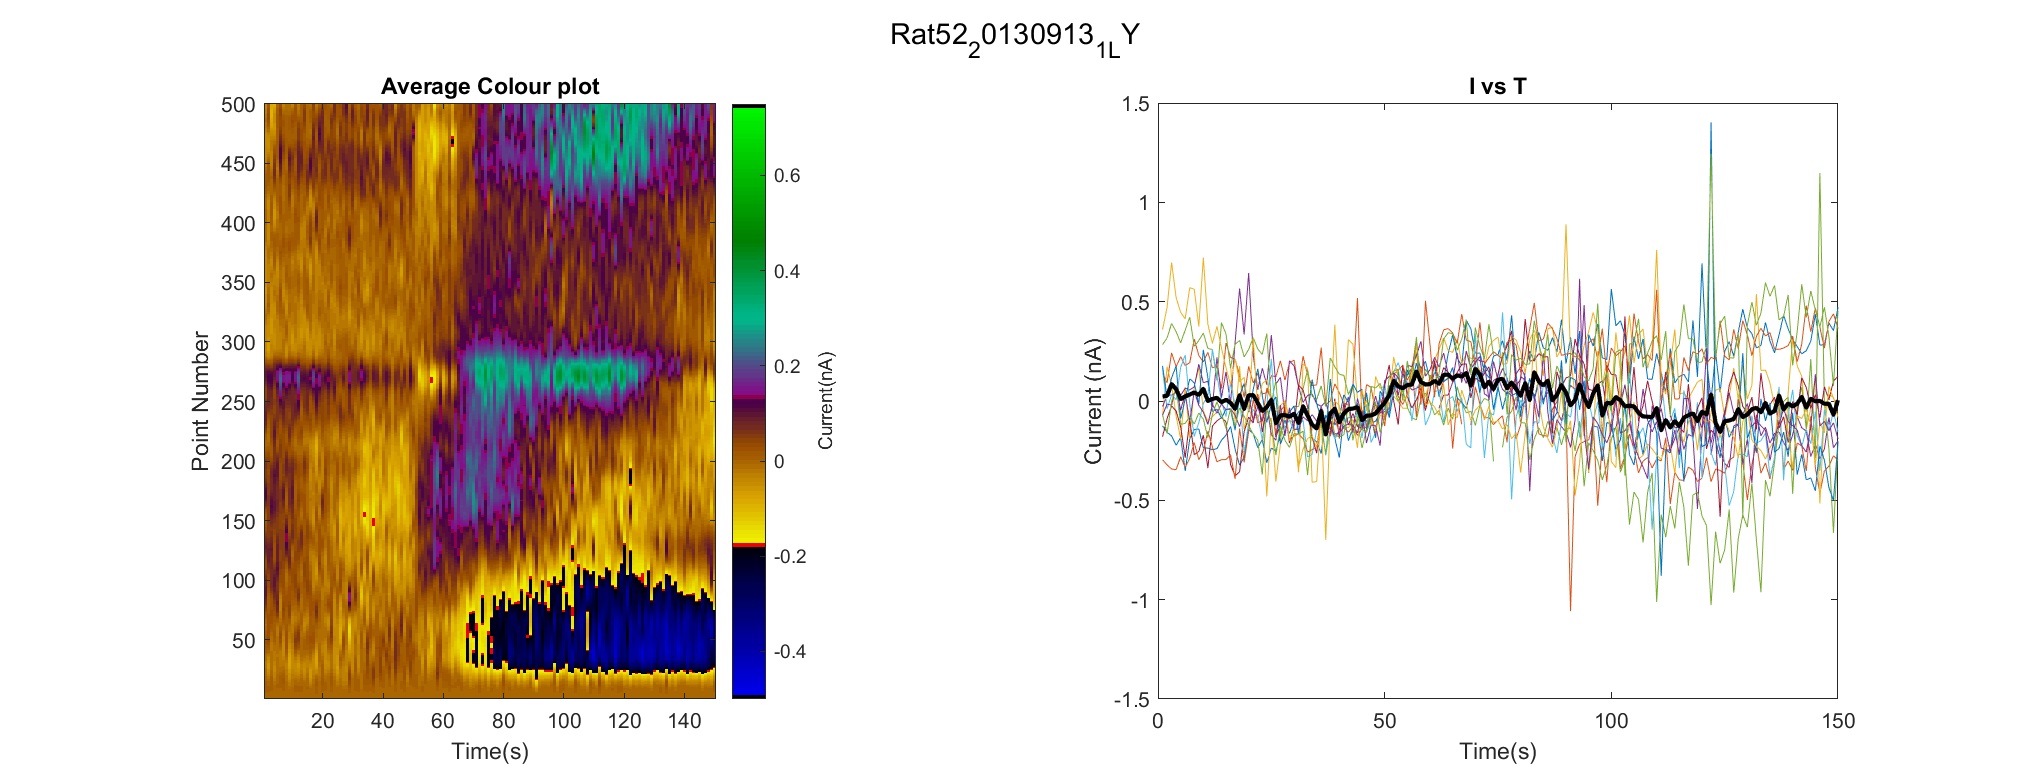 Rat52₂0130913₁LY
Average Colour plot
500
450
400
350
300
250
200
150
100
50
Point Number
20 40 60 80 100 120 140
Time(s)
0.6
0.4
0.2
0
-0.2
-0.4
Current(nA)
I vs T
1.5
1
0.5
0
-0.5
-1
-1.5
Current (nA)
0 50 100 150
Time(s)